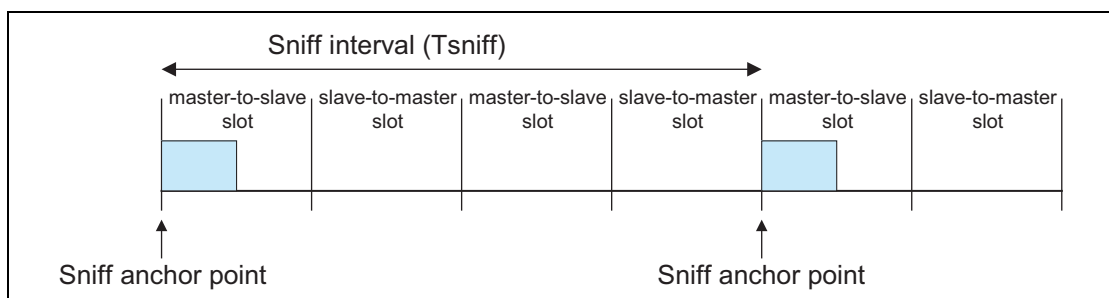 Sniff interval (Tsniff)
master-to-slave slave-to-master master-to-slave slave-to-master master-to-slave slave-to-master
slot slot slot slot slot slot
Sniff anchor point Sniff anchor point